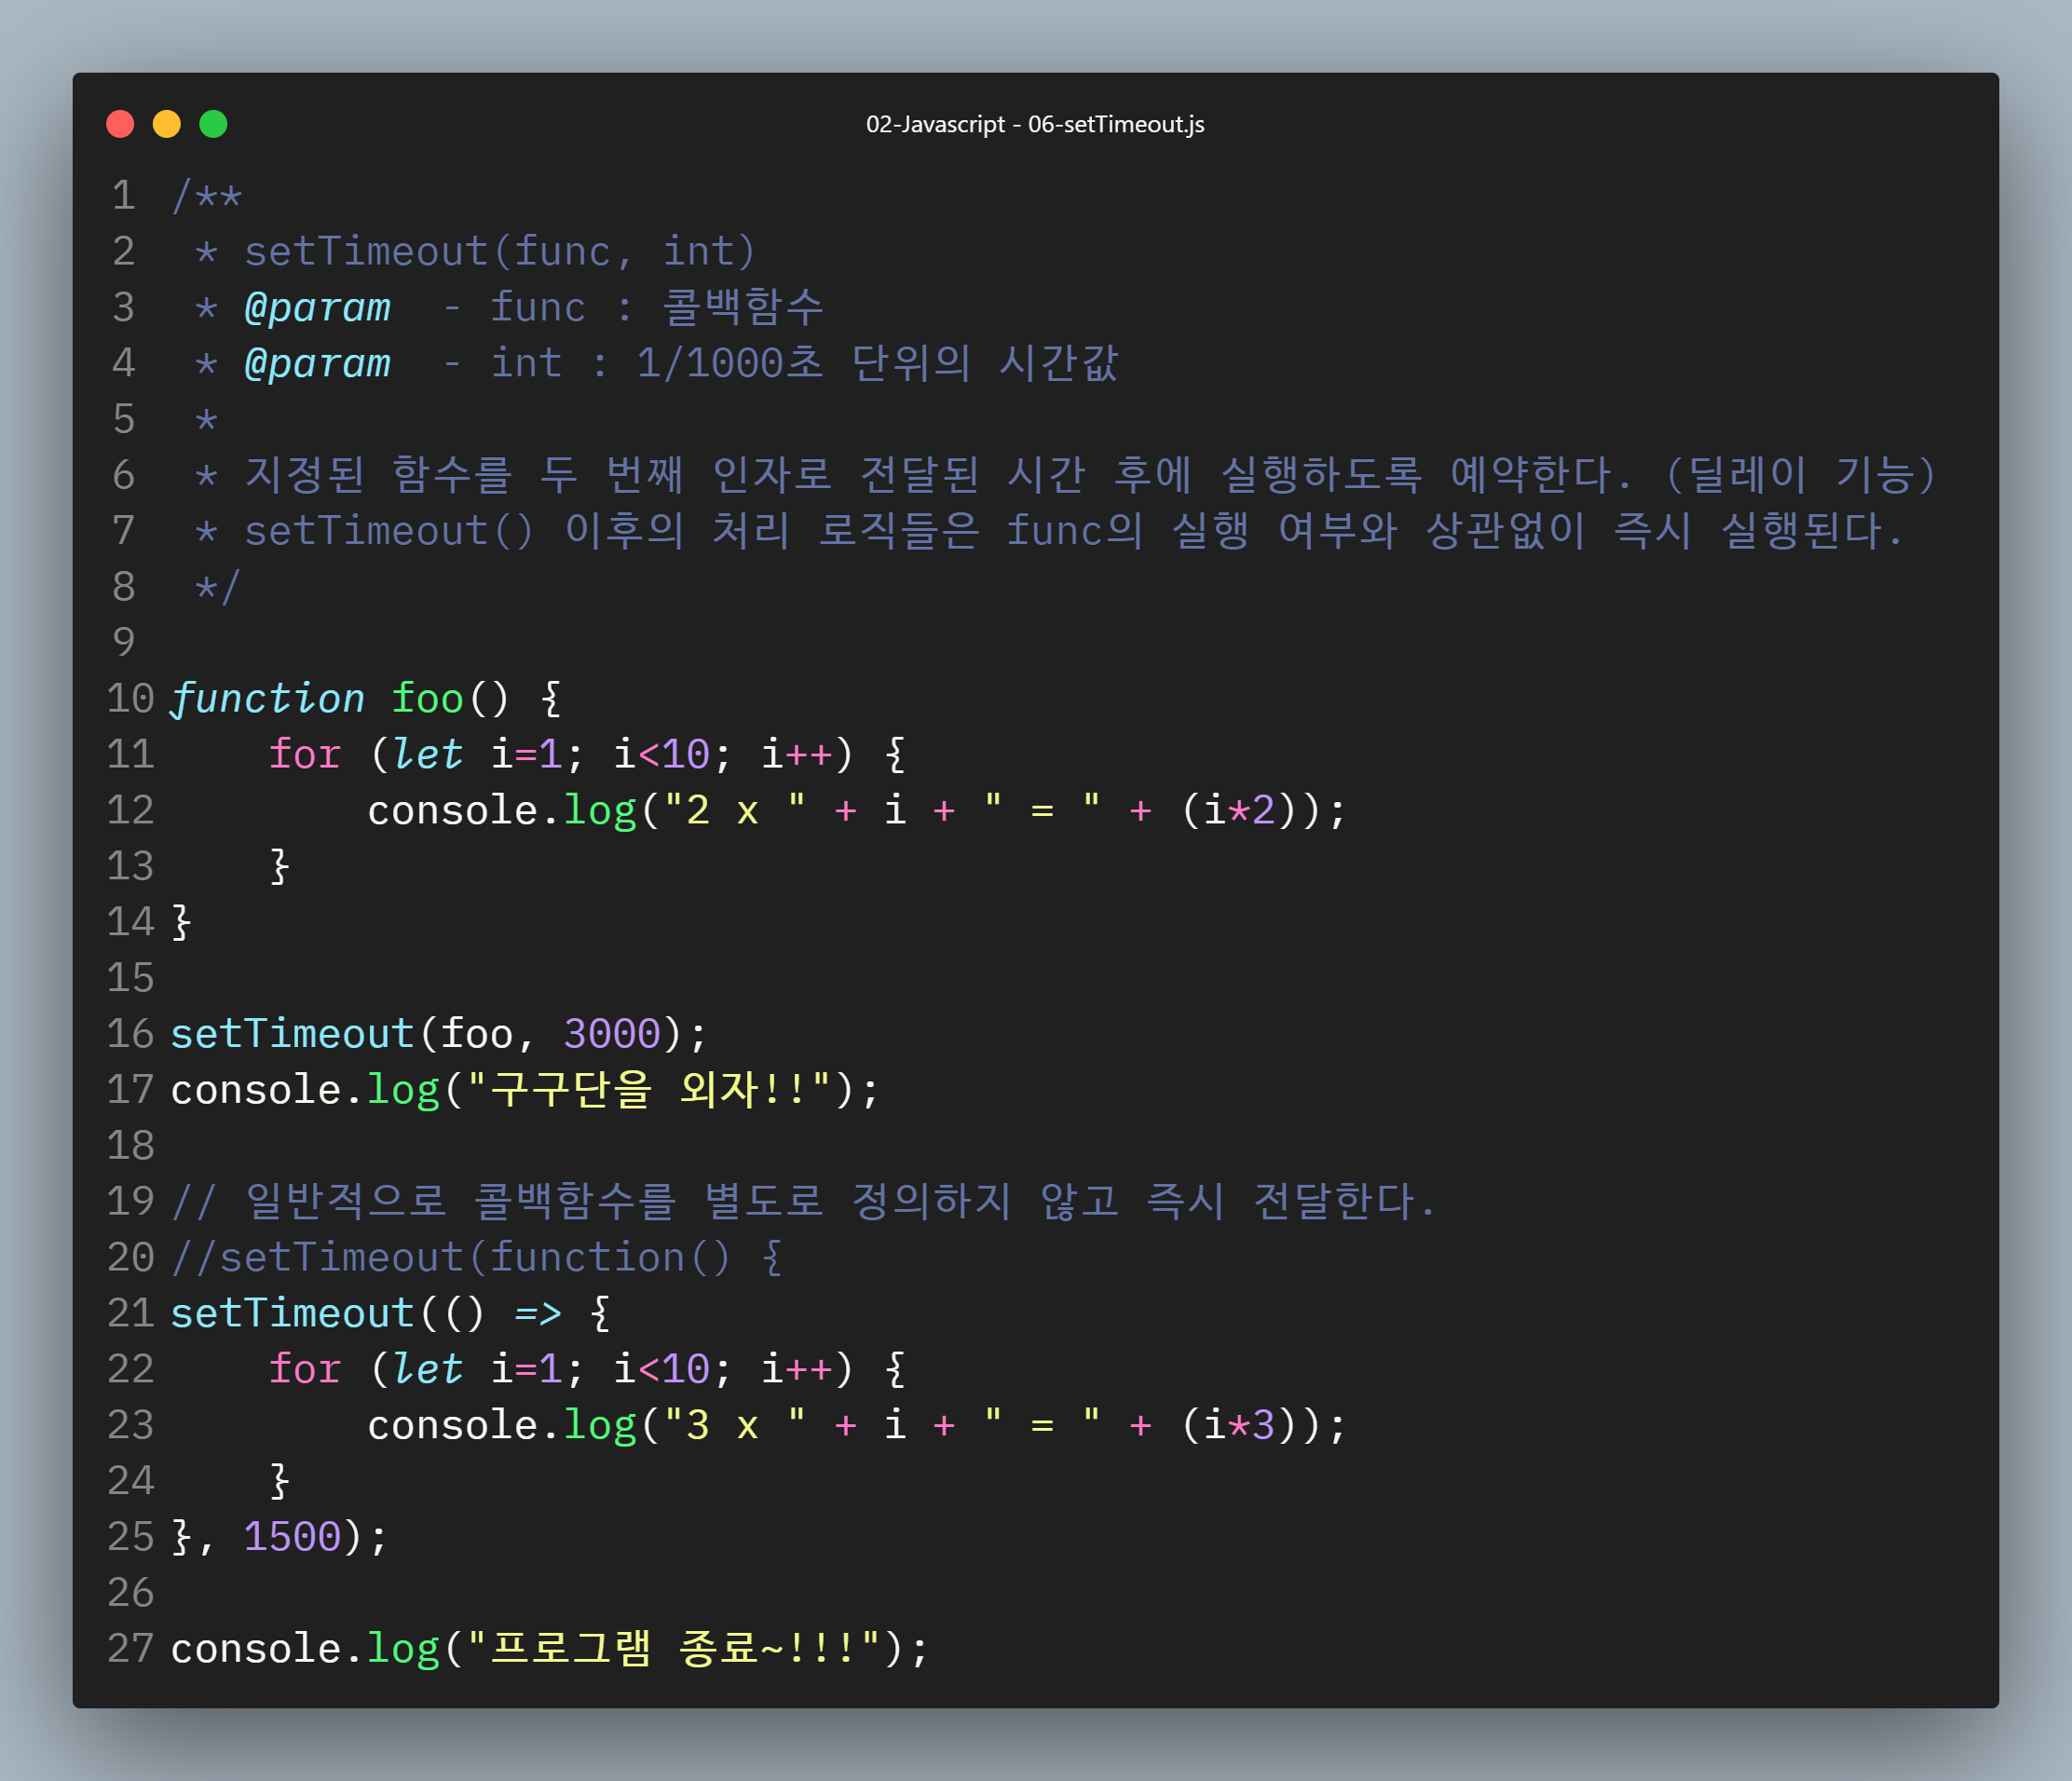 02-Javascript - 06-setTimeout.js
1 /**
2  * setTimeout(func, int)
3  * @param  - func : 콜백함수
4  * @param  - int : 1/1000초 단위의 시간값
5  *
6  * 지정된 함수를 두 번째 인자로 전달된 시간 후에 실행하도록 예약한다. (딜레이 기능)
7  * setTimeout() 이후의 처리 로직들은 func의 실행 여부와 상관없이 즉시 실행된다.
8  */
9
10 function foo() {
11     for (let i=1; i<10; i++) {
12         console.log("2 x " + i + " = " + (i*2));
13     }
14 }
15
16 setTimeout(foo, 3000);
17 console.log("구구단을 외자!!");
18
19 // 일반적으로 콜백함수를 별도로 정의하지 않고 즉시 전달한다.
20 //setTimeout(function() {
21 setTimeout(() => {
22     for (let i=1; i<10; i++) {
23         console.log("3 x " + i + " = " + (i*3));
24     }
25 }, 1500);
26
27 console.log("프로그램 종료~!!!");